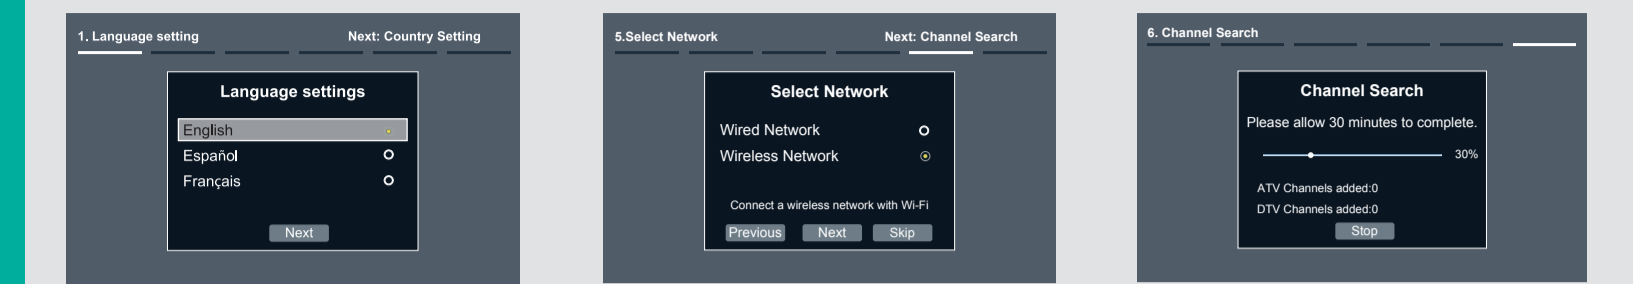 1. Language setting Next: Country Setting
Language settings
English
Español
Français
Next
5.Select Network Next: Channel Search
Select Network
Wired Network
Wireless Network
Connect a wireless network with Wi-Fi
Previous Next Skip
6. Channel Search
Channel Search
Please allow 30 minutes to complete.
30%
ATV Channels added:0
DTV Channels added:0
Stop